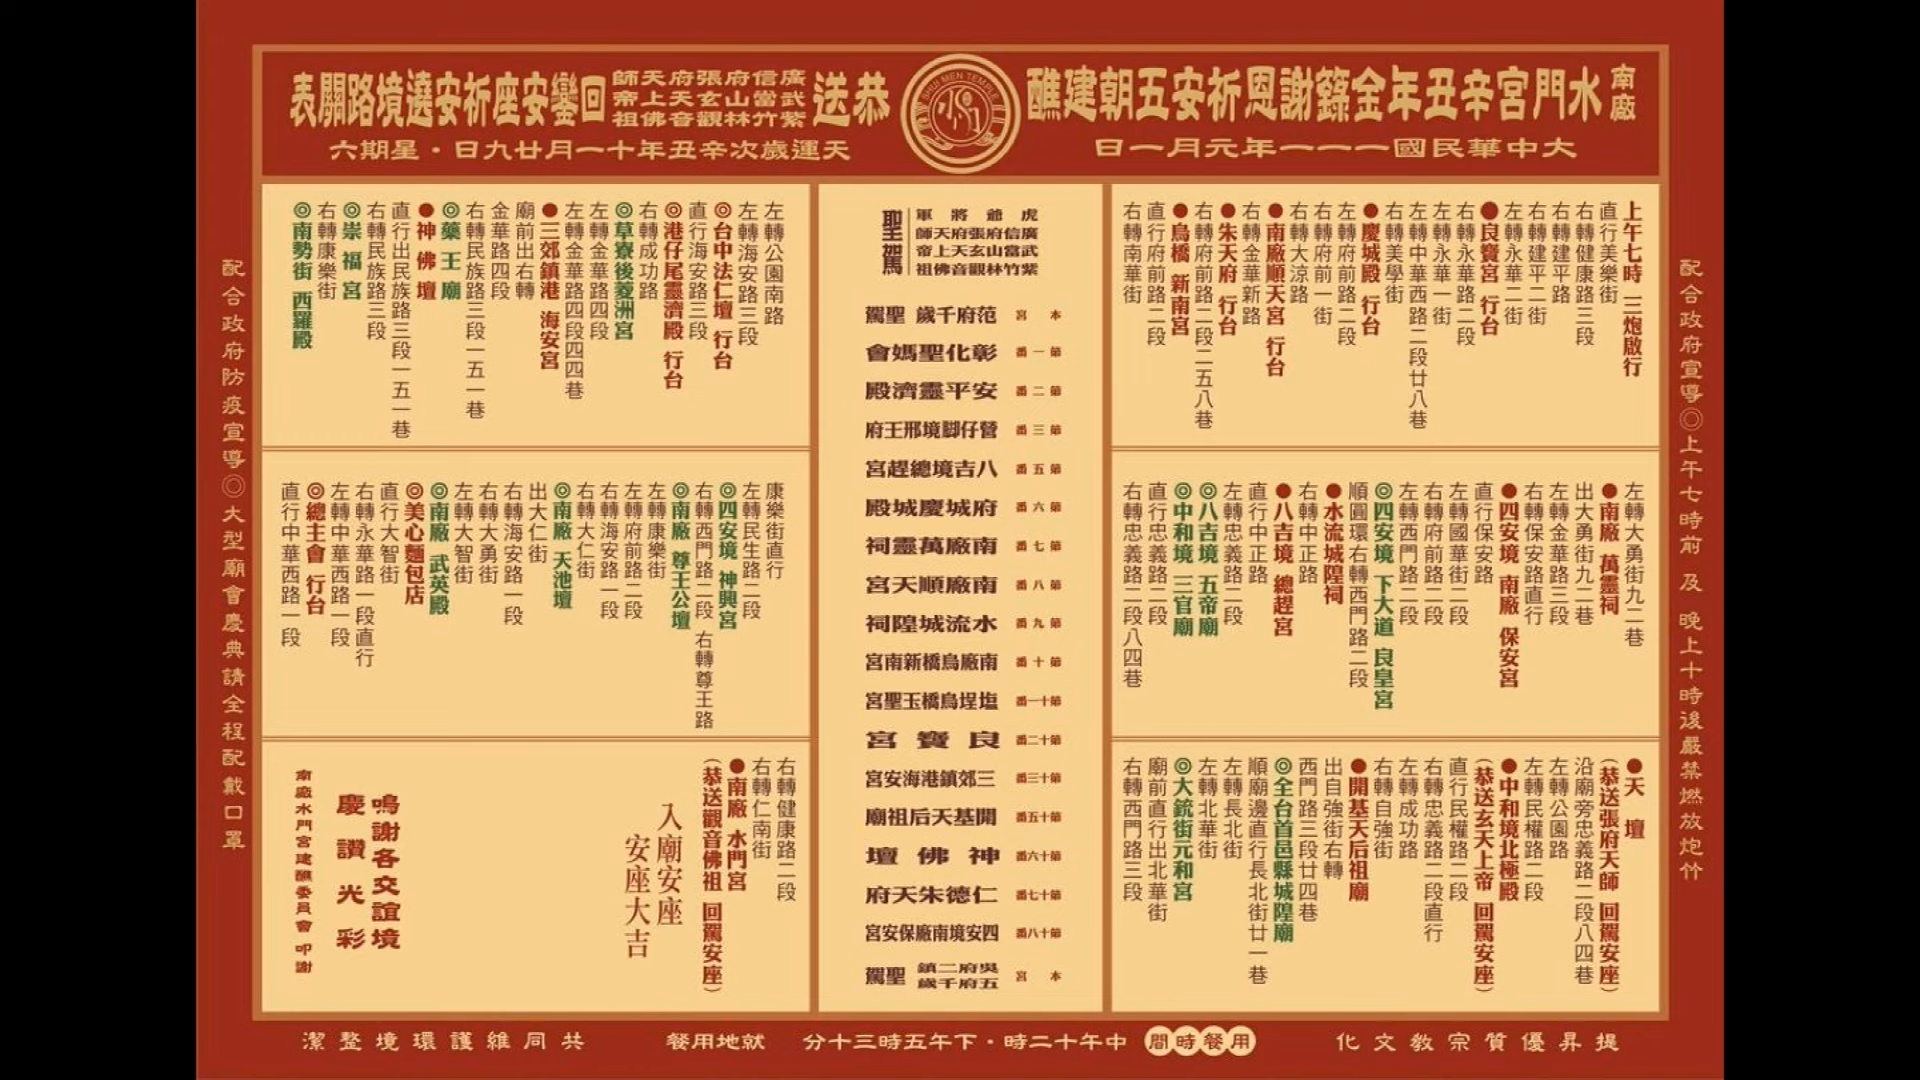 南廠
水門宮辛丑年金籙謝恩祈安五朝建醮
大中華民國一一一年元月一日
SHUI MEN TEMPLE
恭送
廣信府張府天師
武當山玄天上帝
紫竹林觀音佛祖
回鑾安座祈安遶境路關表
天運歲次辛丑年十一月廿九日・星期六
配合政府宣導◎上午七時前 及 晚上十時後嚴禁燃放炮竹
上午七時 三炮啟行
直行美樂街
右轉健康路三段
右轉建平路
右轉建平二街
左轉永華二街
●良寶宮 行台
右轉永華路二段
左轉永華一街
左轉中華西路二段廿八巷
右轉美學街
●慶城殿 行台
左轉府前路二段
右轉府前一街
右轉大涼路
●南廠順天宮 行台
右轉金華新路
●朱天府 行台
右轉府前路二段二五八巷
●烏橋 新南宮
直行府前路二段
右轉南華街
左轉大勇街九二巷
●南廠 萬靈祠
出大勇街九二巷
左轉金華路三段
右轉保安路直行
●四安境 南廠 保安宮
直行保安路
左轉國華街二段
右轉府前路二段
左轉西門路二段
◎四安境 下大道 良皇宮
順圓環右轉西門路二段
●水流城隍祠
右轉中正路
●八吉境 總趕宮
直行中正路
左轉忠義路二段
◎八吉境 五帝廟
◎中和境 三官廟
直行忠義路二段
右轉忠義路二段八四巷
●天壇
(恭送張府天師 回駕安座)
沿廟旁忠義路二段八四巷
左轉公園路
左轉民權路二段
●中和境北極殿
(恭送玄天上帝 回駕安座)
直行民權路二段
右轉忠義路二段直行
左轉成功路
右轉自強街
●開基天后祖廟
出自強街右轉
西門路三段廿四巷
◎全台首邑縣城隍廟
順廟邊直行長北街廿一巷
左轉長北街
左轉北華街
◎大銃街元和宮
廟前直行出北華街
右轉西門路三段
聖駕
虎爺將軍
廣信府張府天師
武當山玄天上帝
紫竹林觀音佛祖
本宮 范府千歲 聖駕
第一番 彰化聖媽會
第二番 安平靈濟殿
第三番 營仔腳境邢王府
第五番 八吉境總趕宮
第六番 府城慶城殿
第七番 南廠萬靈祠
第八番 南廠順天宮
第九番 水流城隍祠
第十番 南廠烏橋新南宮
第十一番 塩埕烏橋玉聖宮
第十二番 良寶宮
第十三番 三郊鎮港海安宮
第十五番 開基天后祖廟
第十六番 神佛壇
第十七番 仁德朱天府
第十八番 四安境南廠保安宮
本宮 吳府二鎮 五府千歲 聖駕
左轉公園南路
左轉海安路三段
◎台中法仁壇 行台
直行海安路三段
◎港仔尾靈濟殿 行台
右轉成功路
◎草寮後菱洲宮
左轉金華路四段
左轉金華路四段四四巷
●三郊鎮港 海安宮
廟前出右轉
金華路四段
右轉民族路三段一五一巷
◎藥王廟
●神佛壇
直行出民族路三段一五一巷
右轉民族路三段
◎崇福宮
右轉康樂街
◎南勢街 西羅殿
康樂街直行
左轉民生路二段
◎四安境 神興宮
右轉西門路二段 右轉尊王路
◎南廠 尊王公壇
左轉康樂街
左轉府前路二段
右轉海安路一段
右轉大仁街
◎南廠 天池壇
出大仁街
右轉海安路一段
右轉大勇街
左轉大智街
◎南廠 武英殿
◎美心麵包店
直行大智街
右轉永華路一段直行
左轉中華西路一段
◎總主會 行台
直行中華西路一段
右轉健康路二段
右轉仁南街
●南廠 水門宮
(恭送觀音佛祖 回駕安座)
入廟安座
安座大吉
鳴謝各交誼境
慶讚光彩
南廠水門宮建醮委員會 叩謝
配合政府防疫宣導◎大型廟會慶典請全程配戴口罩
提昇優質宗教文化
用餐時間
中午十二時・下午五時三十分
就地用餐
共同維護環境整潔